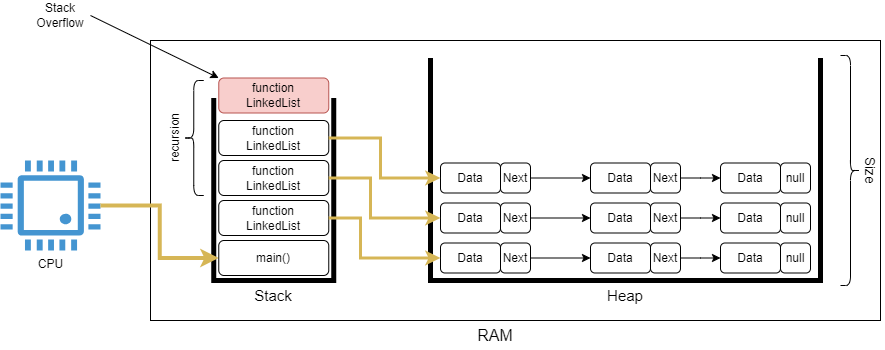 Stack
Overflow
function
LinkedList
recursion
function
LinkedList
function
LinkedList
function
LinkedList
main()
Stack
CPU
Data Next Data Next Data null
Data Next Data Next Data null
Data Next Data Next Data null
Heap
Size
RAM